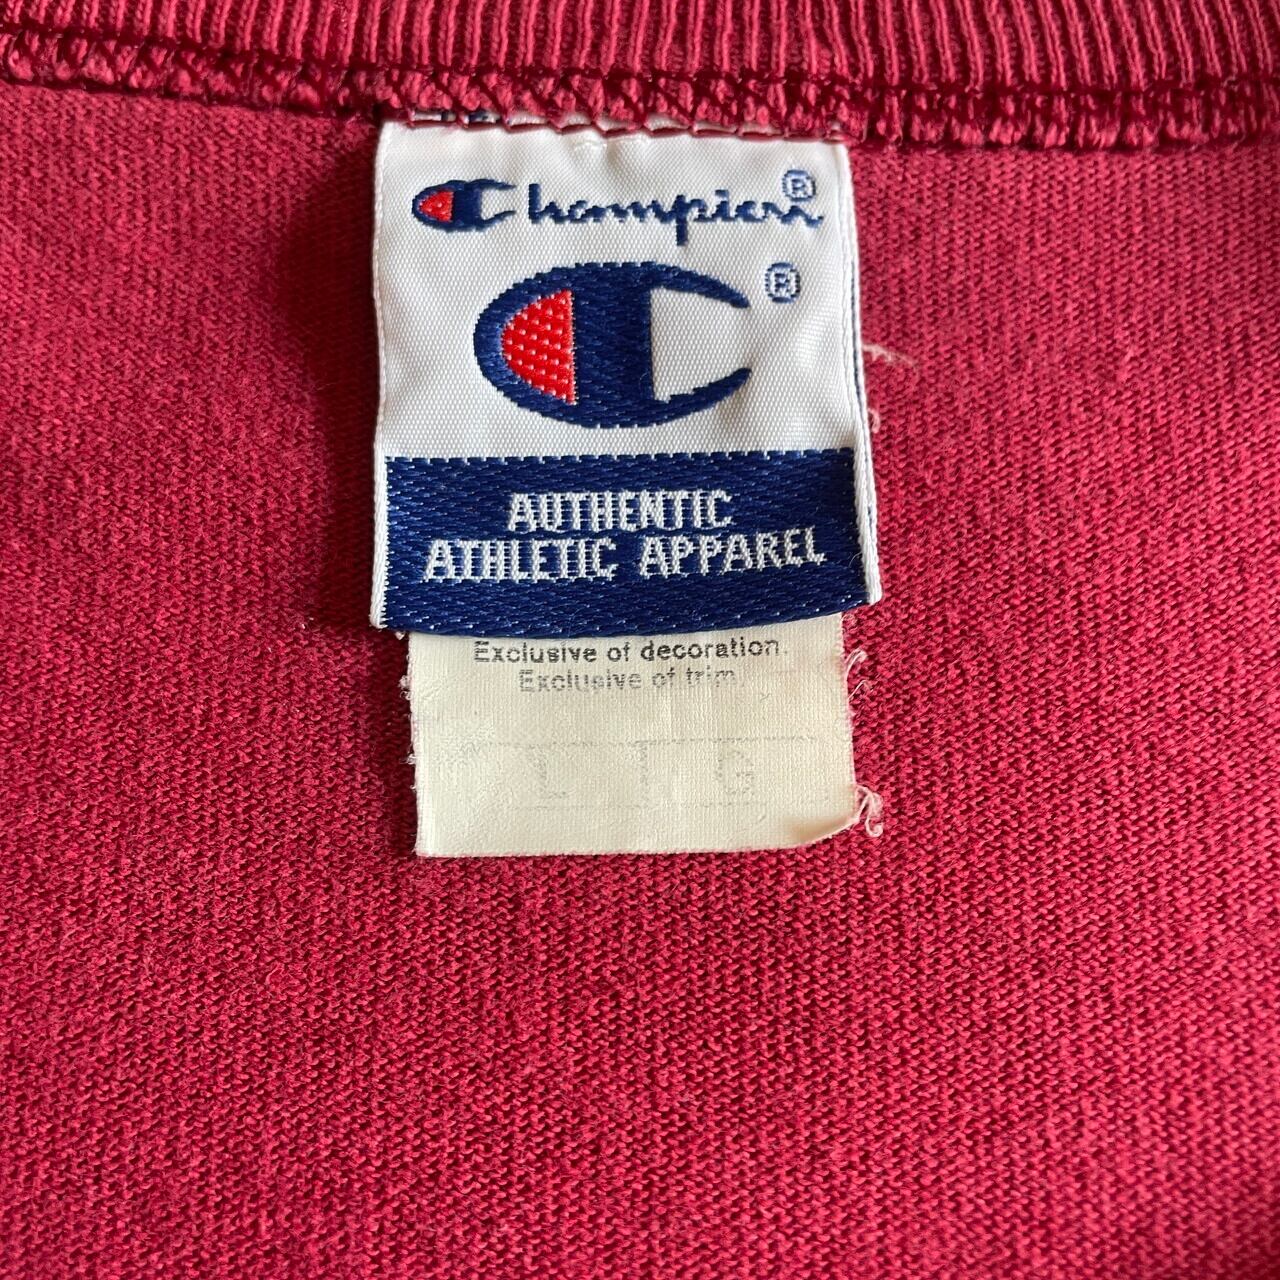 Champion®
®
AUTHENTIC
ATHLETIC APPAREL
Exclusive of decoration.
Exclusive of trim.
L G